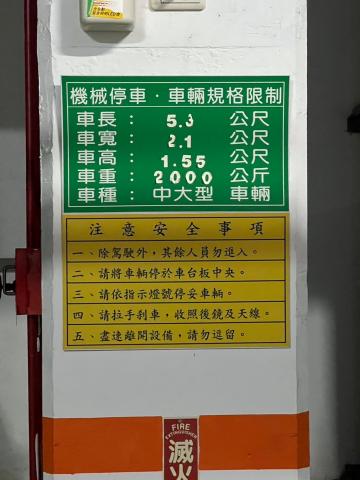 機械停車．車輛規格限制
車長： 5.3 公尺
車寬： 2.1 公尺
車高： 1.55 公尺
車重： 2000 公斤
車種： 中大型 車輛
注意安全事項
一、除駕駛外，其餘人員勿進入。
二、請將車輛停於車台板中央。
三、請依指示燈號停妥車輛。
四、請拉手刹車，收照後鏡及天線。
五、盡速離開設備，請勿逗留。
FIRE
EXTINGUISHER
滅
火